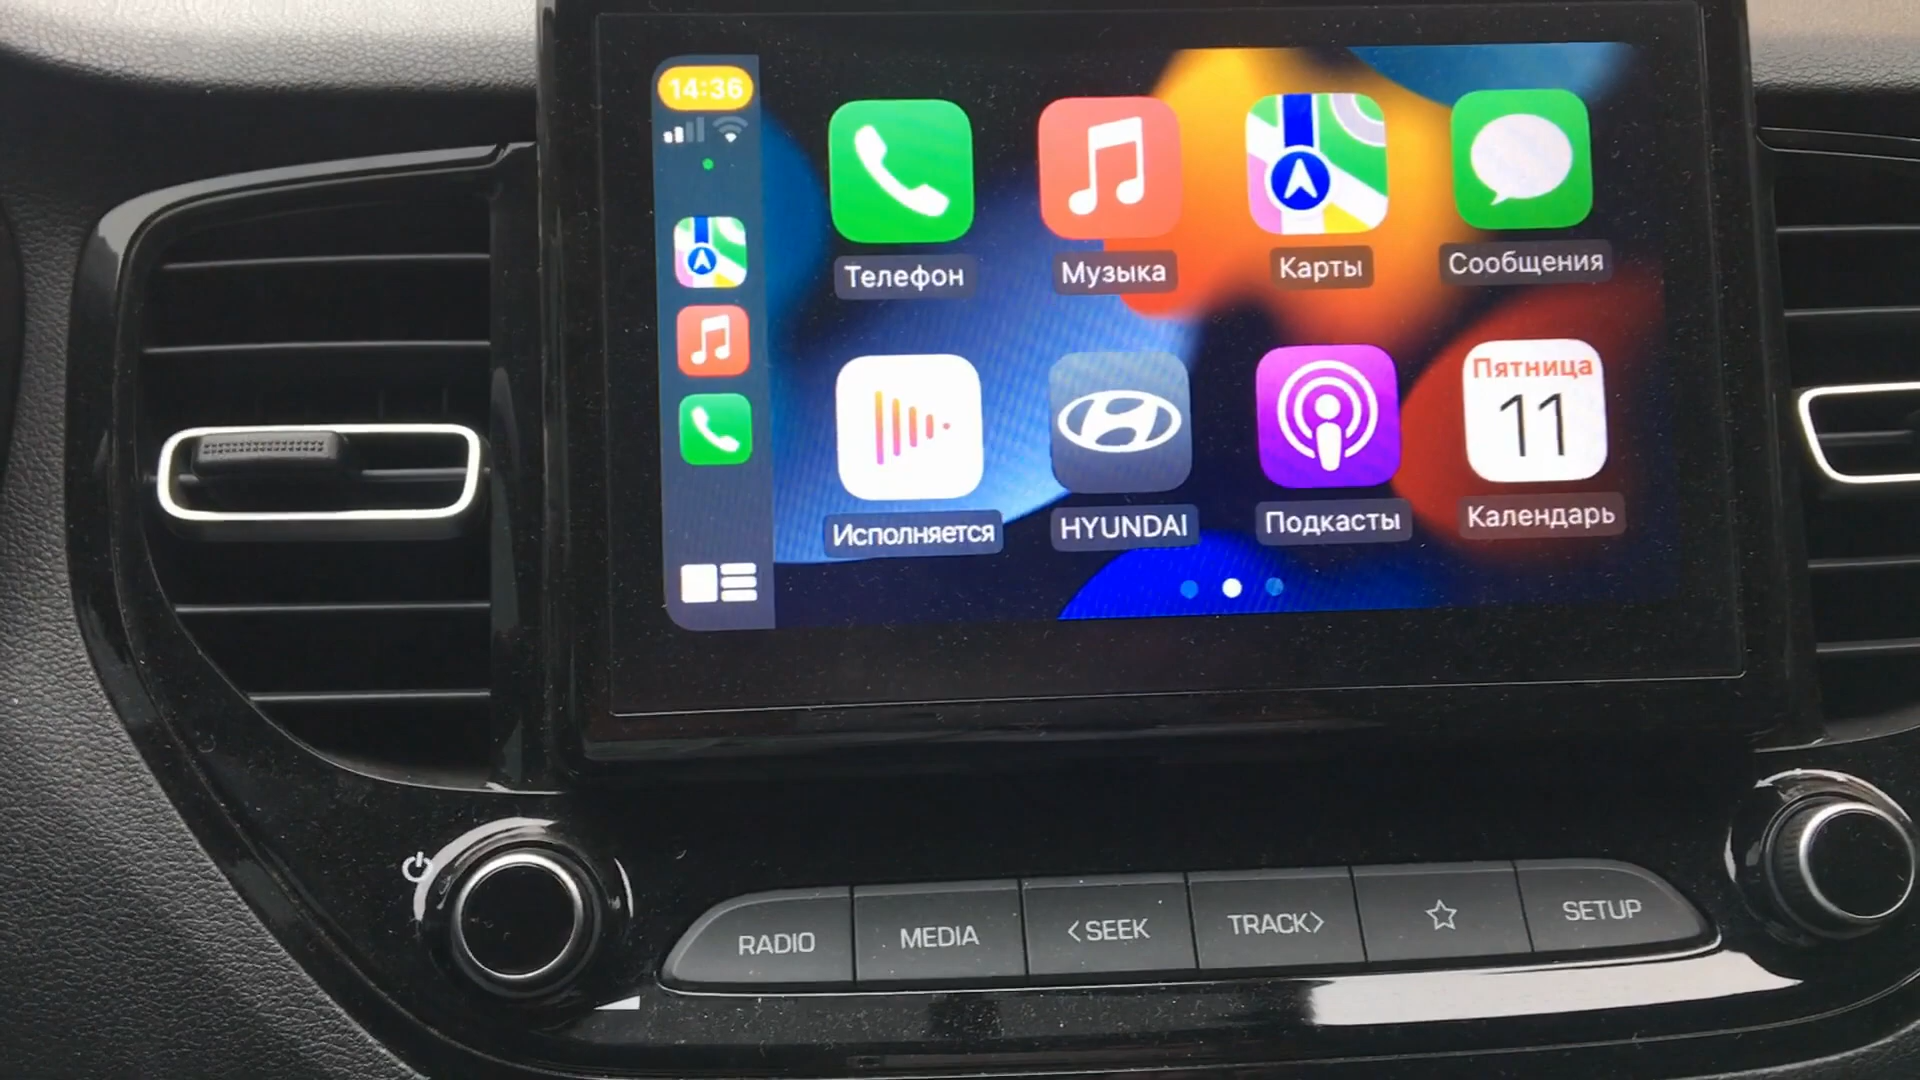 14:36
Телефон
Музыка
Карты
Сообщения
Пятница
11
Исполняется
HYUNDAI
Подкасты
Календарь
RADIO
MEDIA
<SEEK
TRACK>
SETUP